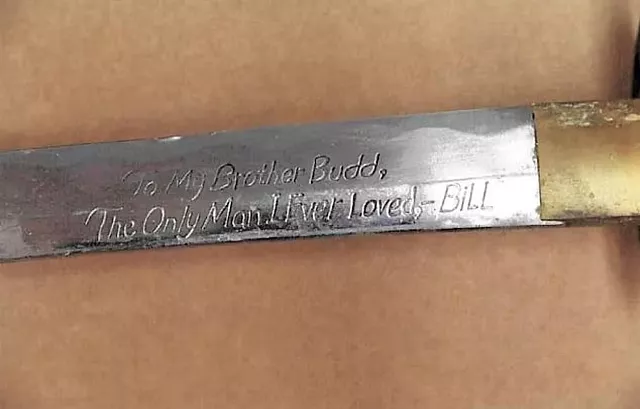 To My Brother Budd,
The Only Man I Ever Loved,- BiLL